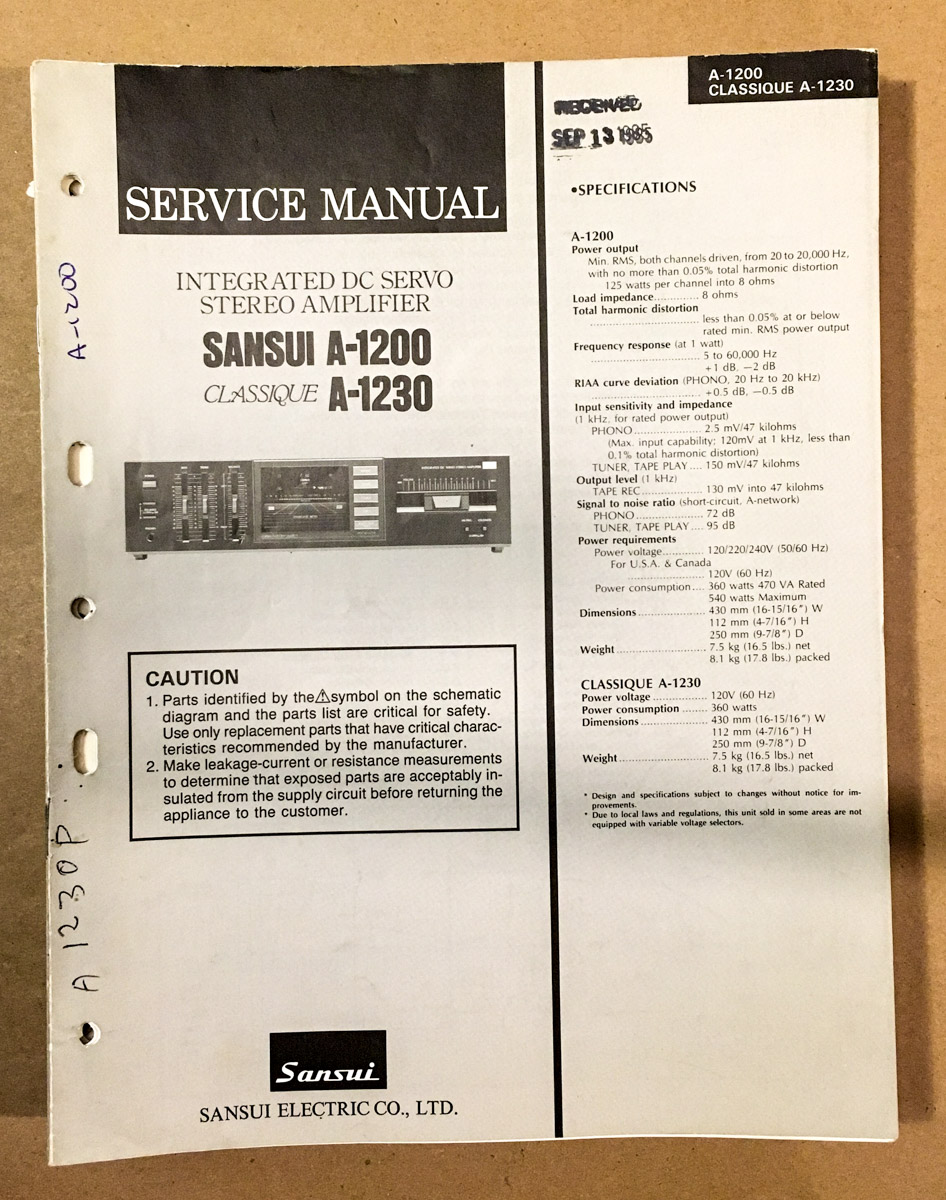 SERVICE MANUAL
INTEGRATED DC SERVO
STEREO AMPLIFIER
SANSUI A-1200
CLASSIQUE A-1230
CAUTION
1. Parts identified by the⚠symbol on the schematic
diagram and the parts list are critical for safety.
Use only replacement parts that have critical charac-
teristics recommended by the manufacturer.
2. Make leakage-current or resistance measurements
to determine that exposed parts are acceptably in-
sulated from the supply circuit before returning the
appliance to the customer.
Sansui
SANSUI ELECTRIC CO., LTD.
A-1200
A 1230P
A-1200
CLASSIQUE A-1230
RECEIVED
SEP 13 1985
•SPECIFICATIONS
A-1200
Power output
Min. RMS, both channels driven, from 20 to 20,000 Hz,
with no more than 0.05% total harmonic distortion
125 watts per channel into 8 ohms
Load impedance ............. 8 ohms
Total harmonic distortion
............................. less than 0.05% at or below
rated min. RMS power output
Frequency response (at 1 watt)
............................. 5 to 60,000 Hz
+1 dB, −2 dB
RIAA curve deviation (PHONO, 20 Hz to 20 kHz)
............................. +0.5 dB, −0.5 dB
Input sensitivity and impedance
(1 kHz, for rated power output)
PHONO .................. 2.5 mV/47 kilohms
(Max. input capability; 120mV at 1 kHz, less than
0.1% total harmonic distortion)
TUNER, TAPE PLAY .... 150 mV/47 kilohms
Output level (1 kHz)
TAPE REC ................ 130 mV into 47 kilohms
Signal to noise ratio (short-circuit, A-network)
PHONO .................. 72 dB
TUNER, TAPE PLAY .... 95 dB
Power requirements
Power voltage ............ 120/220/240V (50/60 Hz)
For U.S.A. & Canada
..................... 120V (60 Hz)
Power consumption .... 360 watts 470 VA Rated
540 watts Maximum
Dimensions .................... 430 mm (16-15/16″) W
112 mm (4-7/16″) H
250 mm (9-7/8″) D
Weight ........................... 7.5 kg (16.5 lbs.) net
8.1 kg (17.8 lbs.) packed
CLASSIQUE A-1230
Power voltage ................. 120V (60 Hz)
Power consumption ........ 360 watts
Dimensions .................... 430 mm (16-15/16″) W
112 mm (4-7/16″) H
250 mm (9-7/8″) D
Weight ........................... 7.5 kg (16.5 lbs.) net
8.1 kg (17.8 lbs.) packed
* Design and specifications subject to changes without notice for im-
provements.
* Due to local laws and regulations, this unit sold in some areas are not
equipped with variable voltage selectors.